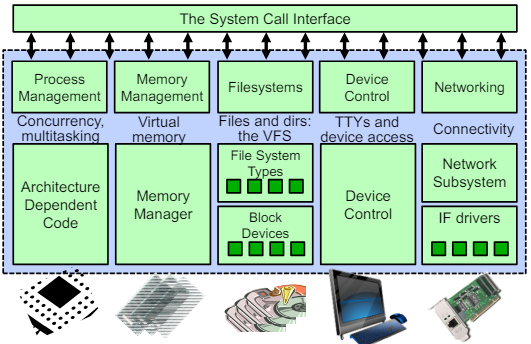 The System Call Interface
Process
Management
Memory
Management
Filesystems
Device
Control
Networking
Concurrency,
multitasking
Virtual
memory
Files and dirs:
the VFS
TTYs and
device access
Connectivity
Architecture
Dependent
Code
Memory
Manager
File System
Types
Block
Devices
Device
Control
Network
Subsystem
IF drivers